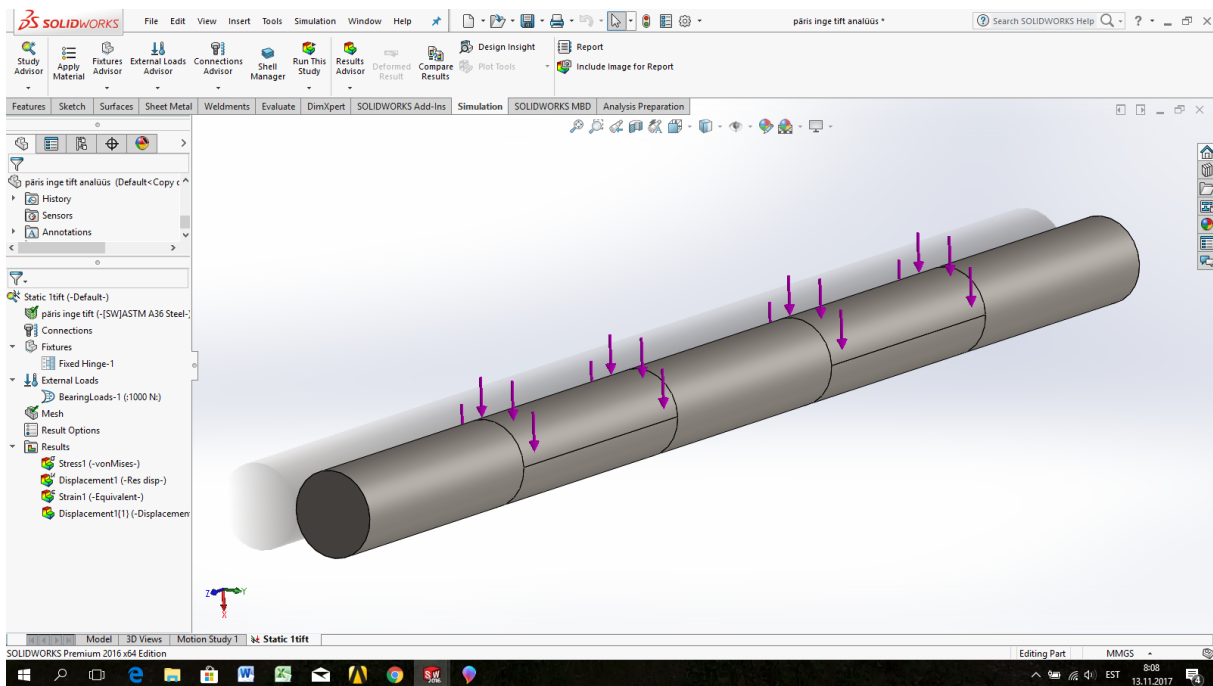 SOLIDWORKS File Edit View Insert Tools Simulation Window Help päris inge tift analüüs * Search SOLIDWORKS Help ?
Study Advisor
Apply Material
Fixtures Advisor
External Loads Advisor
Connections Advisor
Shell Manager
Run This Study
Results Advisor
Deformed Result
Compare Results
Design Insight
Plot Tools
Report
Include Image for Report
Features Sketch Surfaces Sheet Metal Weldments Evaluate DimXpert SOLIDWORKS Add-Ins Simulation SOLIDWORKS MBD Analysis Preparation
päris inge tift analüüs (Default<Copy
History
Sensors
Annotations
Static 1tift (-Default-)
päris inge tift (-[SW]ASTM A36 Steel-)
Connections
Fixtures
Fixed Hinge-1
External Loads
BearingLoads-1 (:1000 N:)
Mesh
Result Options
Results
Stress1 (-vonMises-)
Displacement1 (-Res disp-)
Strain1 (-Equivalent-)
Displacement1{1} (-Displacemen
Z Y
X
Model 3D Views Motion Study 1 Static 1tift
SOLIDWORKS Premium 2016 x64 Edition Editing Part MMGS
EST 8:08
13.11.2017